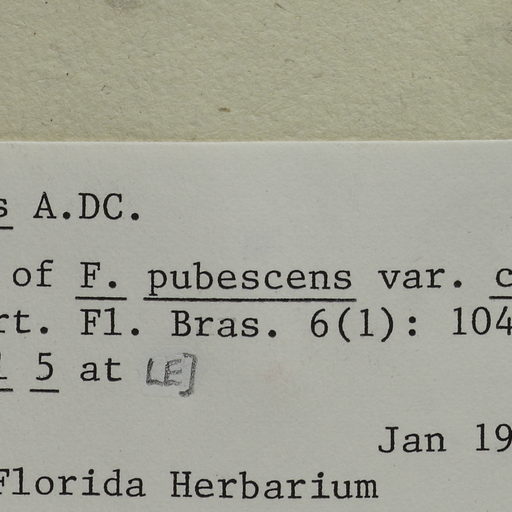 s A.DC.
of F. pubescens var. c
rt. Fl. Bras. 6(1): 104
5 at LE]
Jan 19
Florida Herbarium